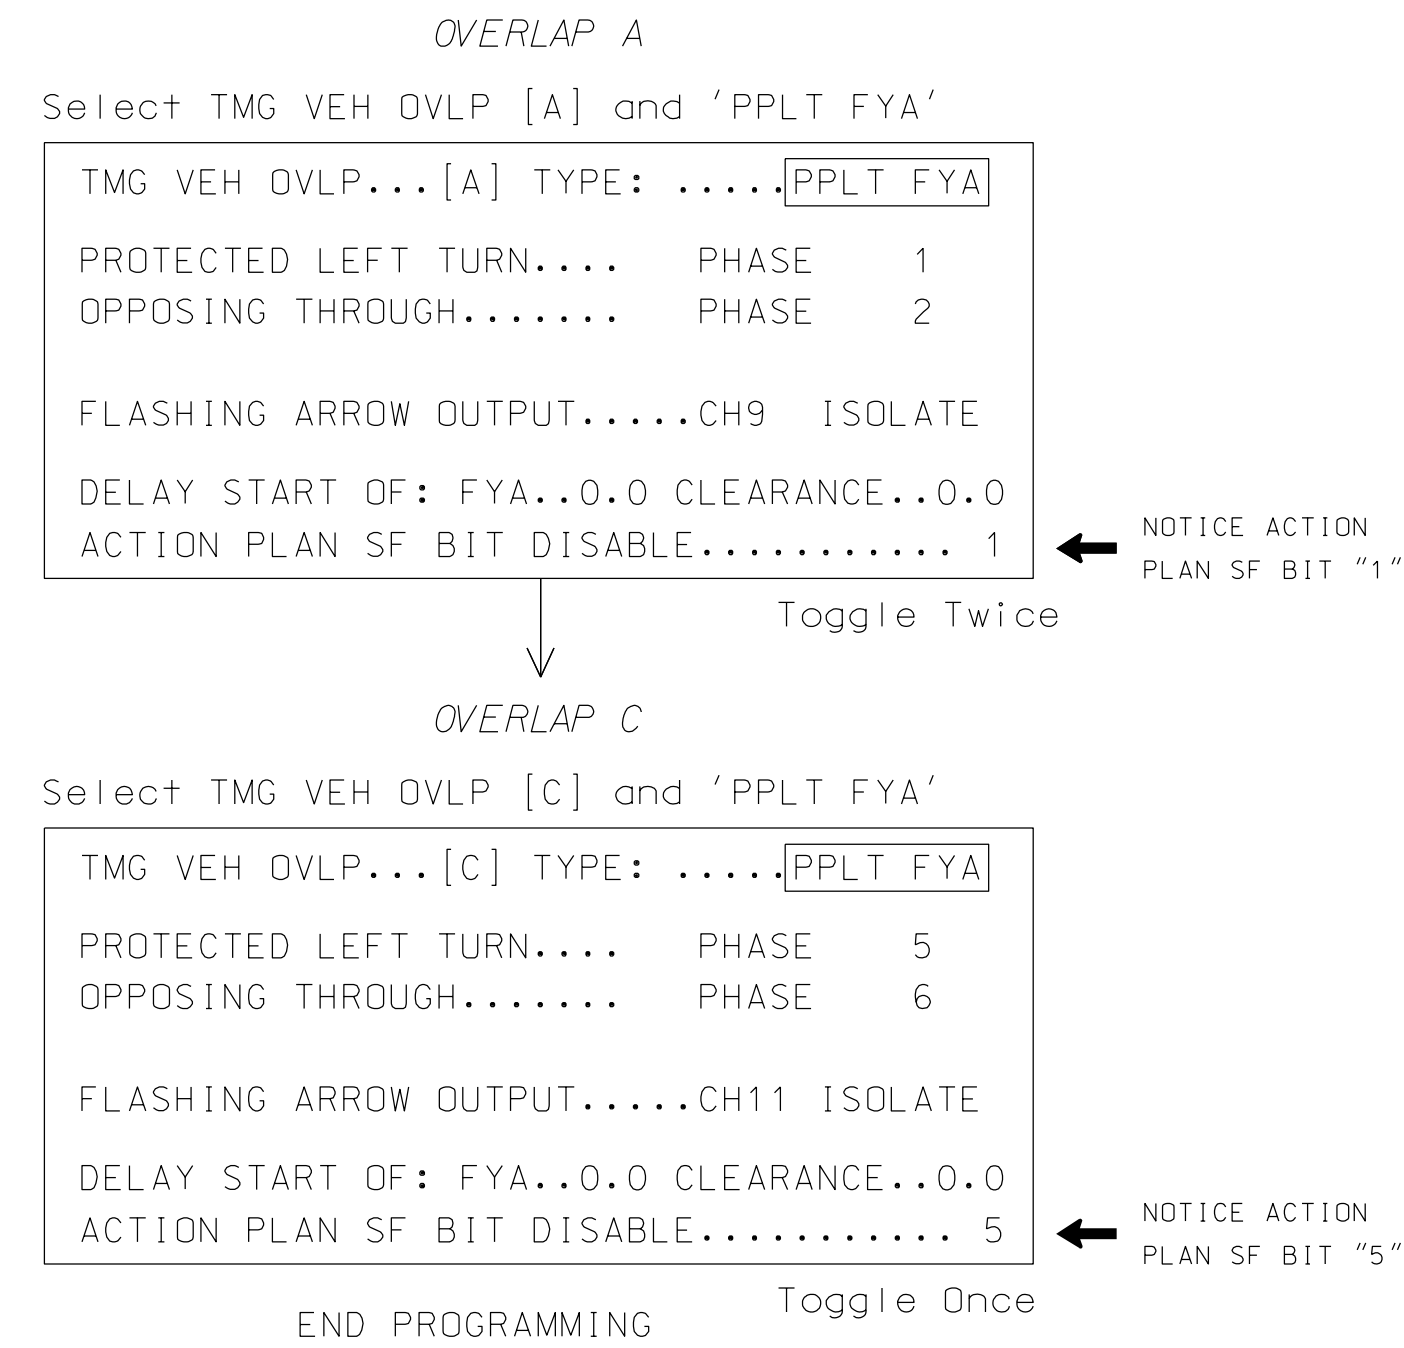 OVERLAP A
Select TMG VEH OVLP [A] and 'PPLT FYA'
TMG VEH OVLP...[A] TYPE: .....PPLT FYA
PROTECTED LEFT TURN.... PHASE 1
OPPOSING THROUGH....... PHASE 2
FLASHING ARROW OUTPUT.....CH9 ISOLATE
DELAY START OF: FYA..0.0 CLEARANCE..0.0
ACTION PLAN SF BIT DISABLE........... 1
NOTICE ACTION
PLAN SF BIT "1"
Toggle Twice
OVERLAP C
Select TMG VEH OVLP [C] and 'PPLT FYA'
TMG VEH OVLP...[C] TYPE: .....PPLT FYA
PROTECTED LEFT TURN.... PHASE 5
OPPOSING THROUGH....... PHASE 6
FLASHING ARROW OUTPUT.....CH11 ISOLATE
DELAY START OF: FYA..0.0 CLEARANCE..0.0
ACTION PLAN SF BIT DISABLE........... 5
NOTICE ACTION
PLAN SF BIT "5"
Toggle Once
END PROGRAMMING